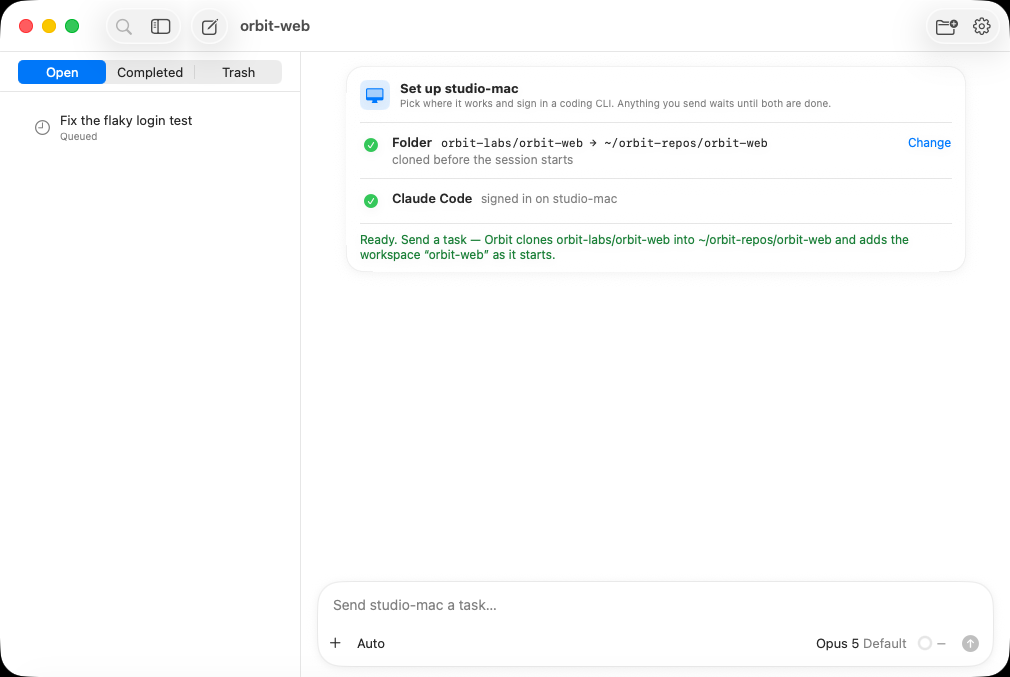 orbit-web
Open
Completed
Trash
Fix the flaky login test
Queued
Set up studio-mac
Pick where it works and sign in a coding CLI. Anything you send waits until both are done.
Folder orbit-labs/orbit-web → ~/orbit-repos/orbit-web
Change
cloned before the session starts
Claude Code signed in on studio-mac
Ready. Send a task — Orbit clones orbit-labs/orbit-web into ~/orbit-repos/orbit-web and adds the
workspace “orbit-web” as it starts.
Send studio-mac a task…
+ Auto
Opus 5 Default –